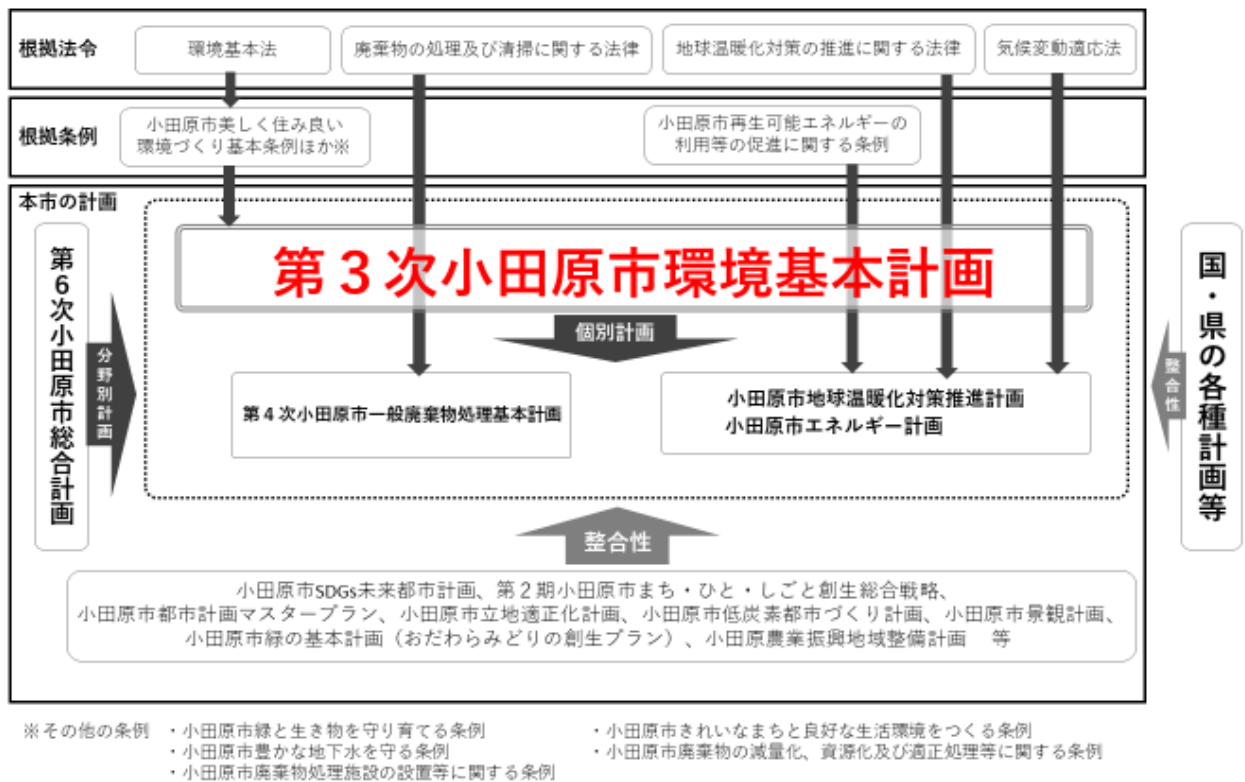 根拠法令
環境基本法
廃棄物の処理及び清掃に関する法律
地球温暖化対策の推進に関する法律
気候変動適応法
根拠条例
小田原市美しく住み良い
環境づくり基本条例ほか※
小田原市再生可能エネルギーの
利用等の促進に関する条例
本市の計画
第6次小田原市総合計画
分野別計画
第３次小田原市環境基本計画
個別計画
第４次小田原市一般廃棄物処理基本計画
小田原市地球温暖化対策推進計画
小田原市エネルギー計画
整合性
国・県の各種計画等
整合性
小田原市SDGs未来都市計画、第２期小田原市まち・ひと・しごと創生総合戦略、
小田原市都市計画マスタープラン、小田原市立地適正化計画、小田原市低炭素都市づくり計画、小田原市景観計画、
小田原市緑の基本計画（おだわらみどりの創生プラン）、小田原農業振興地域整備計画　等
※その他の条例　・小田原市緑と生き物を守り育てる条例　・小田原市きれいなまちと良好な生活環境をつくる条例
・小田原市豊かな地下水を守る条例　・小田原市廃棄物の減量化、資源化及び適正処理等に関する条例
・小田原市廃棄物処理施設の設置等に関する条例